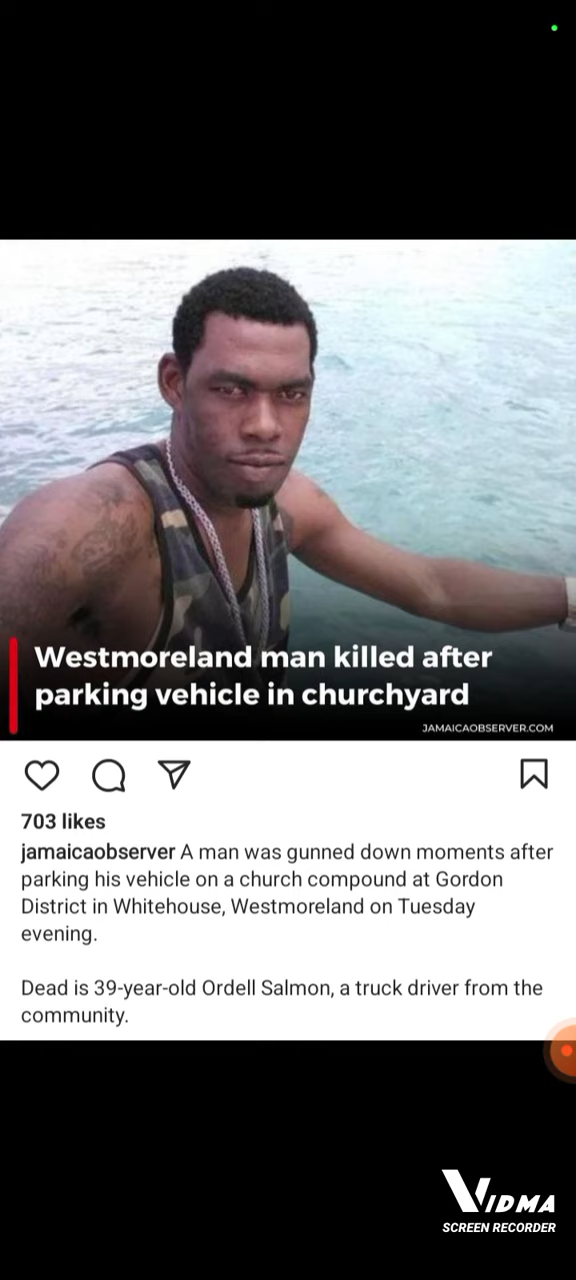 Westmoreland man killed after
parking vehicle in churchyard
JAMAICAOBSERVER.COM
703 likes
jamaicaobserver A man was gunned down moments after
parking his vehicle on a church compound at Gordon
District in Whitehouse, Westmoreland on Tuesday
evening.
Dead is 39-year-old Ordell Salmon, a truck driver from the
community.
VIDMA
SCREEN RECORDER